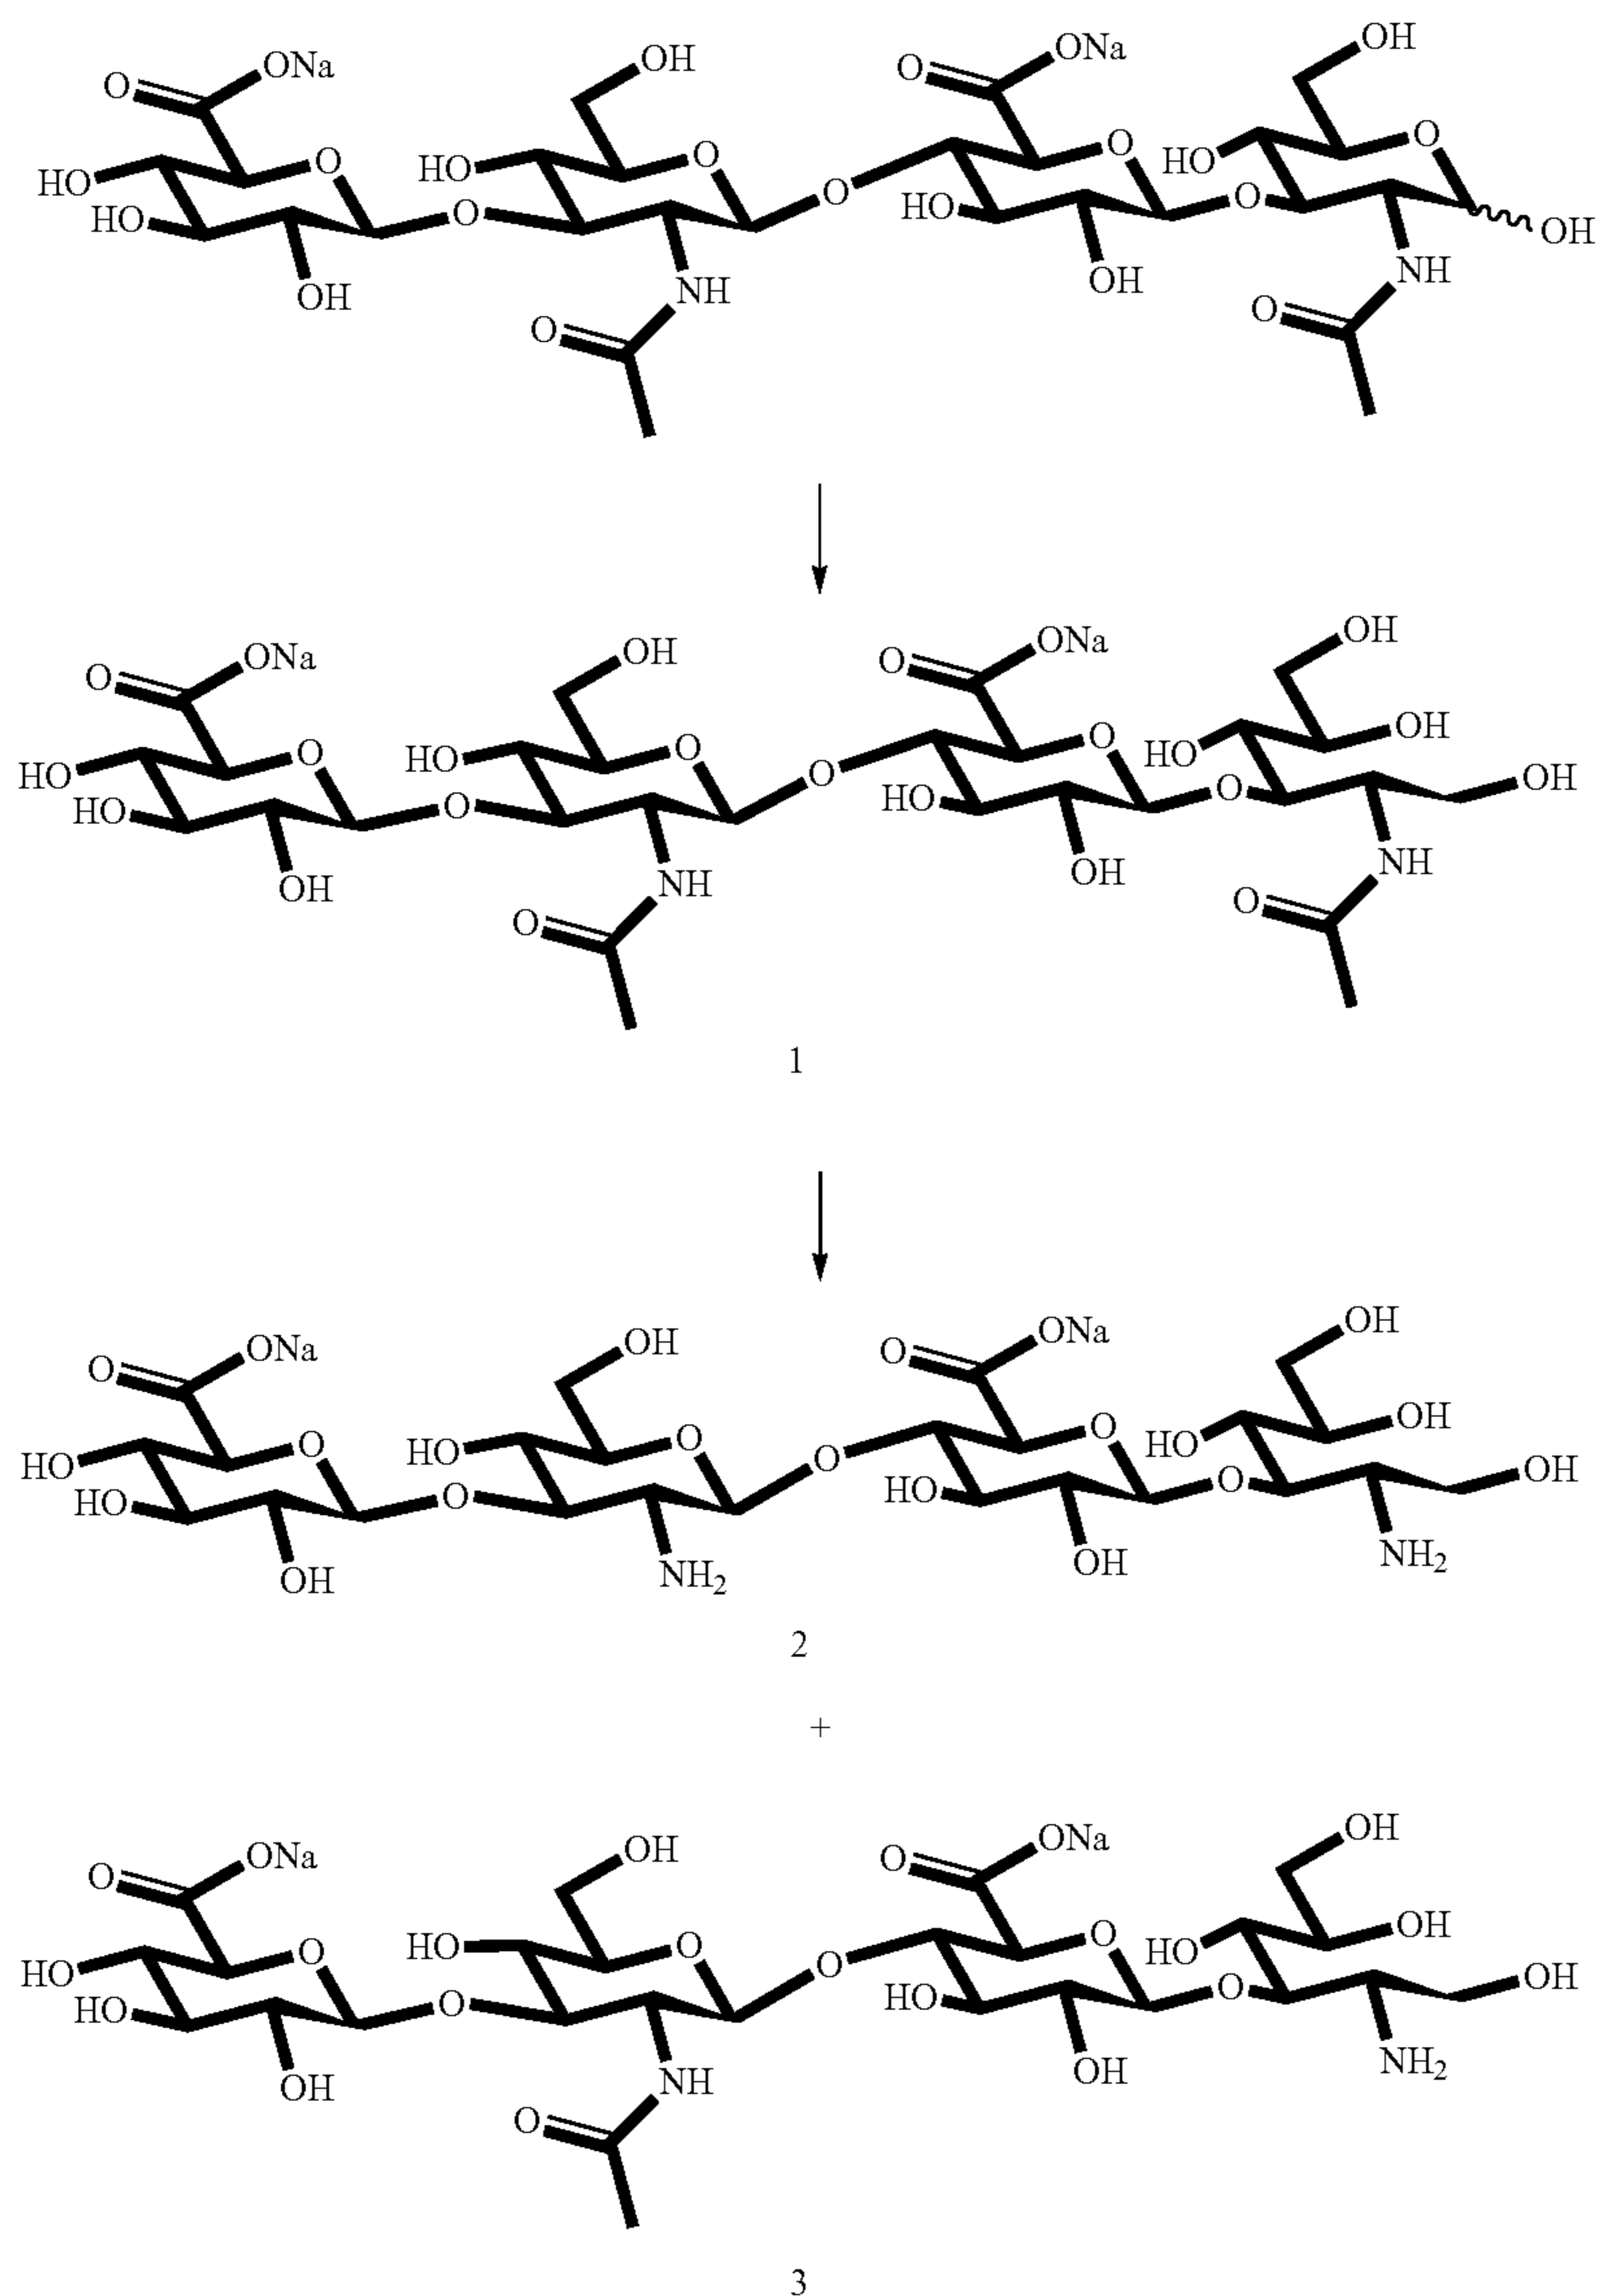 O ONa OH O ONa OH
HO O HO O O HO O
HO O O HO O OH
OH NH OH NH
O O
O ONa OH O ONa OH
HO O HO O O O HO OH
HO O HO O OH
OH NH OH NH
O O
1
O ONa OH O ONa OH
HO O HO O O O HO OH
HO O HO O OH
OH NH₂ OH NH₂
2
+
O ONa OH O ONa OH
HO O HO O O O HO OH
HO O HO O OH
OH NH OH NH₂
O
3